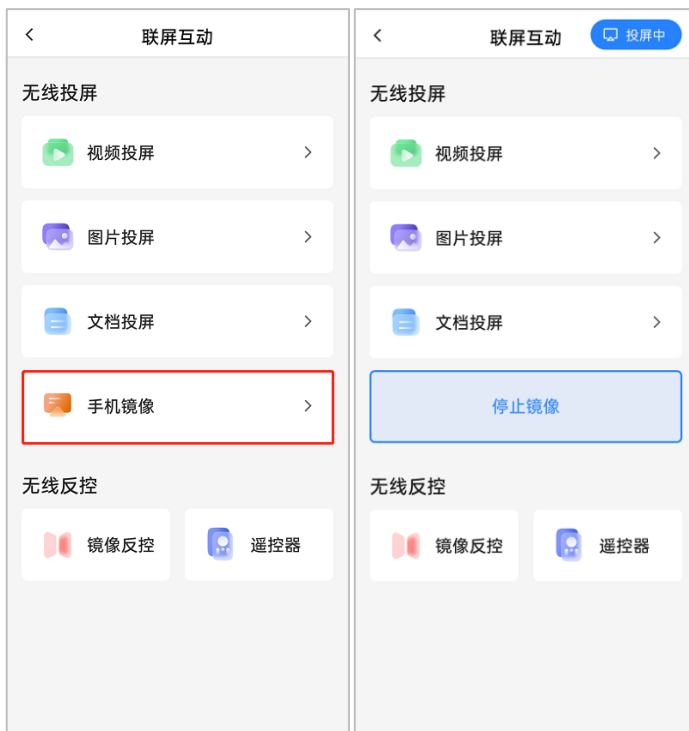 联屏互动
无线投屏
视频投屏
图片投屏
文档投屏
手机镜像
无线反控
镜像反控
遥控器
联屏互动
投屏中
无线投屏
视频投屏
图片投屏
文档投屏
停止镜像
无线反控
镜像反控
遥控器